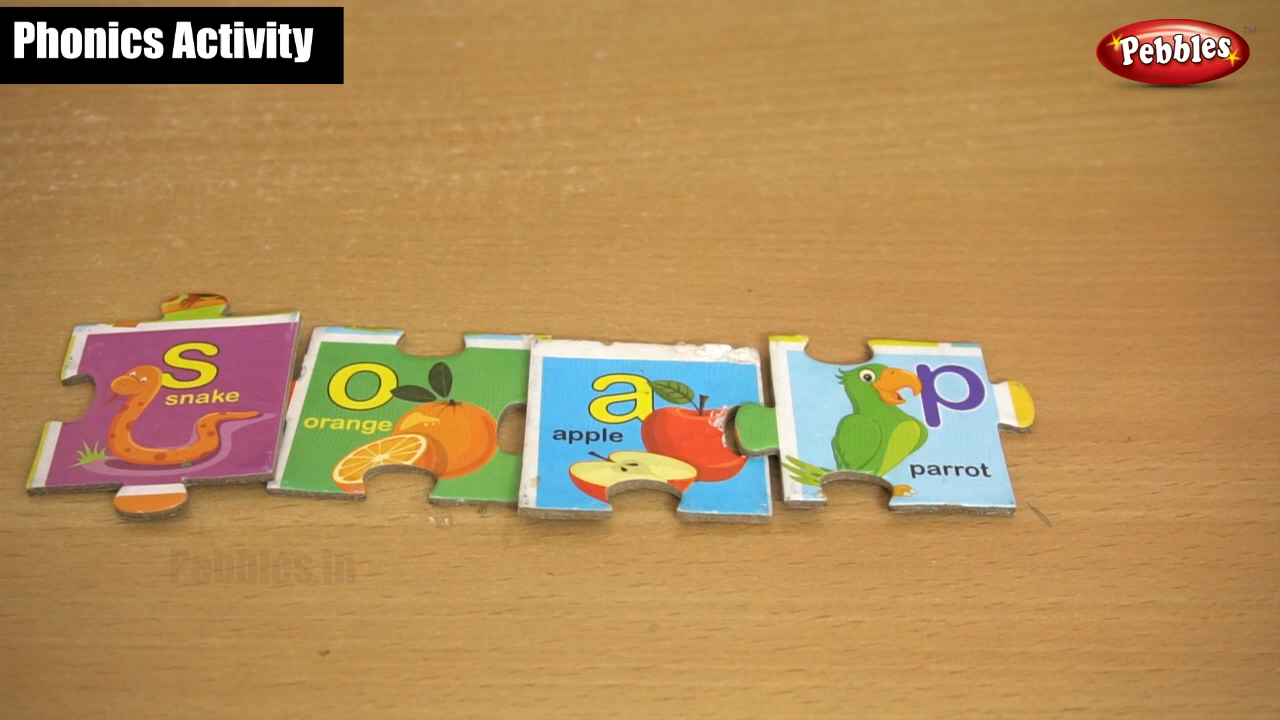 Phonics Activity
Pebbles TM
s
snake
o
orange
a
apple
p
parrot
Pebbles.in